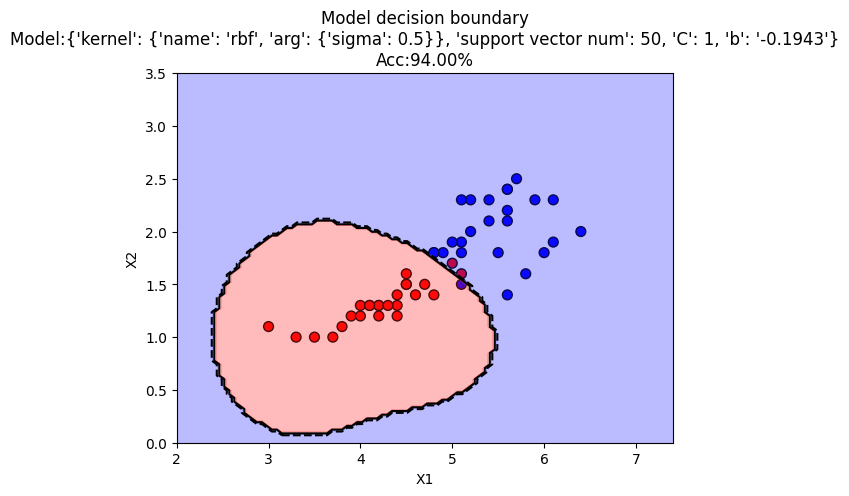 Model decision boundary
Model:{'kernel': {'name': 'rbf', 'arg': {'sigma': 0.5}}, 'support vector num': 50, 'C': 1, 'b': '-0.1943'}
Acc:94.00%
3.5
3.0
2.5
2.0
1.5
1.0
0.5
0.0
X2
2 3 4 5 6 7
X1